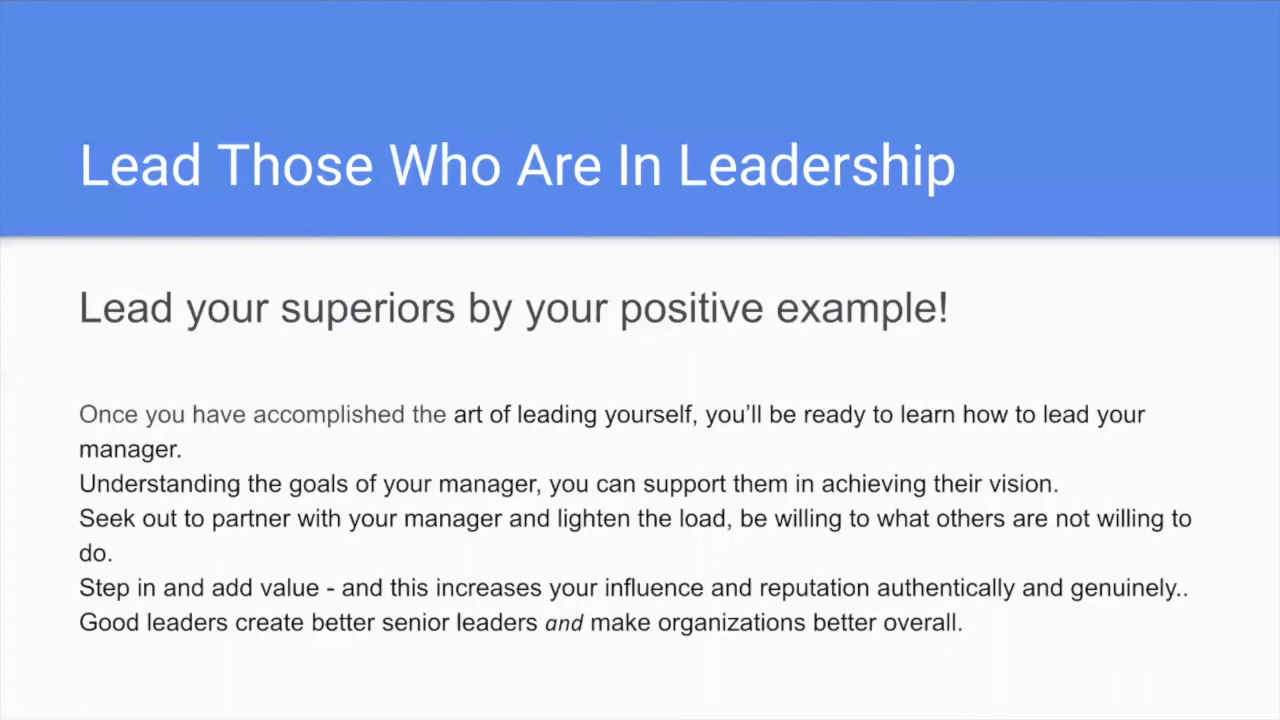 Lead Those Who Are In Leadership
Lead your superiors by your positive example!
Once you have accomplished the art of leading yourself, you’ll be ready to learn how to lead your
manager.
Understanding the goals of your manager, you can support them in achieving their vision.
Seek out to partner with your manager and lighten the load, be willing to what others are not willing to
do.
Step in and add value - and this increases your influence and reputation authentically and genuinely..
Good leaders create better senior leaders and make organizations better overall.